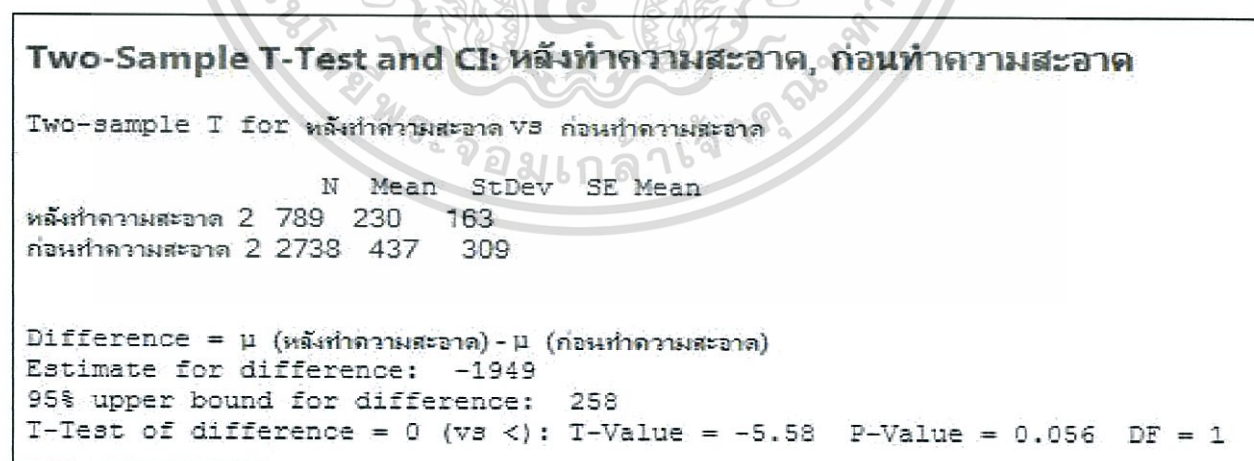 Two-Sample T-Test and CI: หลังทำความสะอาด, ก่อนทำความสะอาด
Two-sample T for หลังทำความสะอาด vs ก่อนทำความสะอาด
N Mean StDev SE Mean
หลังทำความสะอาด 2 789 230 163
ก่อนทำความสะอาด 2 2738 437 309
Difference = μ (หลังทำความสะอาด) - μ (ก่อนทำความสะอาด)
Estimate for difference: -1949
95% upper bound for difference: 258
T-Test of difference = 0 (vs <): T-Value = -5.58 P-Value = 0.056 DF = 1